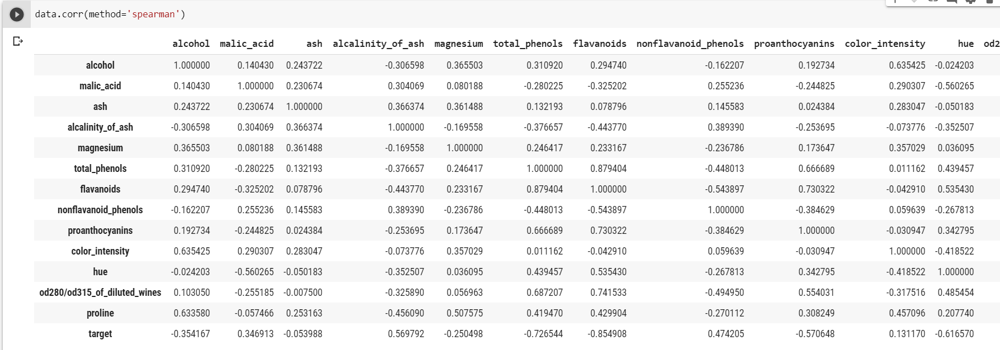 data.corr(method='spearman')
alcohol malic_acid ash alcalinity_of_ash magnesium total_phenols flavanoids nonflavanoid_phenols proanthocyanins color_intensity hue od2
alcohol 1.000000 0.140430 0.243722 -0.306598 0.365503 0.310920 0.294740 -0.162207 0.192734 0.635425 -0.024203
malic_acid 0.140430 1.000000 0.230674 0.304069 0.080188 -0.280225 -0.325202 0.255236 -0.244825 0.290307 -0.560265
ash 0.243722 0.230674 1.000000 0.366374 0.361488 0.132193 0.078796 0.145583 0.024384 0.283047 -0.050183
alcalinity_of_ash -0.306598 0.304069 0.366374 1.000000 -0.169558 -0.376657 -0.443770 0.389390 -0.253695 -0.073776 -0.352507
magnesium 0.365503 0.080188 0.361488 -0.169558 1.000000 0.246417 0.233167 -0.236786 0.173647 0.357029 0.036095
total_phenols 0.310920 -0.280225 0.132193 -0.376657 0.246417 1.000000 0.879404 -0.448013 0.666689 0.011162 0.439457
flavanoids 0.294740 -0.325202 0.078796 -0.443770 0.233167 0.879404 1.000000 -0.543897 0.730322 -0.042910 0.535430
nonflavanoid_phenols -0.162207 0.255236 0.145583 0.389390 -0.236786 -0.448013 -0.543897 1.000000 -0.384629 0.059639 -0.267813
proanthocyanins 0.192734 -0.244825 0.024384 -0.253695 0.173647 0.666689 0.730322 -0.384629 1.000000 -0.030947 0.342795
color_intensity 0.635425 0.290307 0.283047 -0.073776 0.357029 0.011162 -0.042910 0.059639 -0.030947 1.000000 -0.418522
hue -0.024203 -0.560265 -0.050183 -0.352507 0.036095 0.439457 0.535430 -0.267813 0.342795 -0.418522 1.000000
od280/od315_of_diluted_wines 0.103050 -0.255185 -0.007500 -0.325890 0.056963 0.687207 0.741533 -0.494950 0.554031 -0.317516 0.485454
proline 0.633580 -0.057466 0.253163 -0.456090 0.507575 0.419470 0.429904 -0.270112 0.308249 0.457096 0.207740
target -0.354167 0.346913 -0.053988 0.569792 -0.250498 -0.726544 -0.854908 0.474205 -0.570648 0.131170 -0.616570